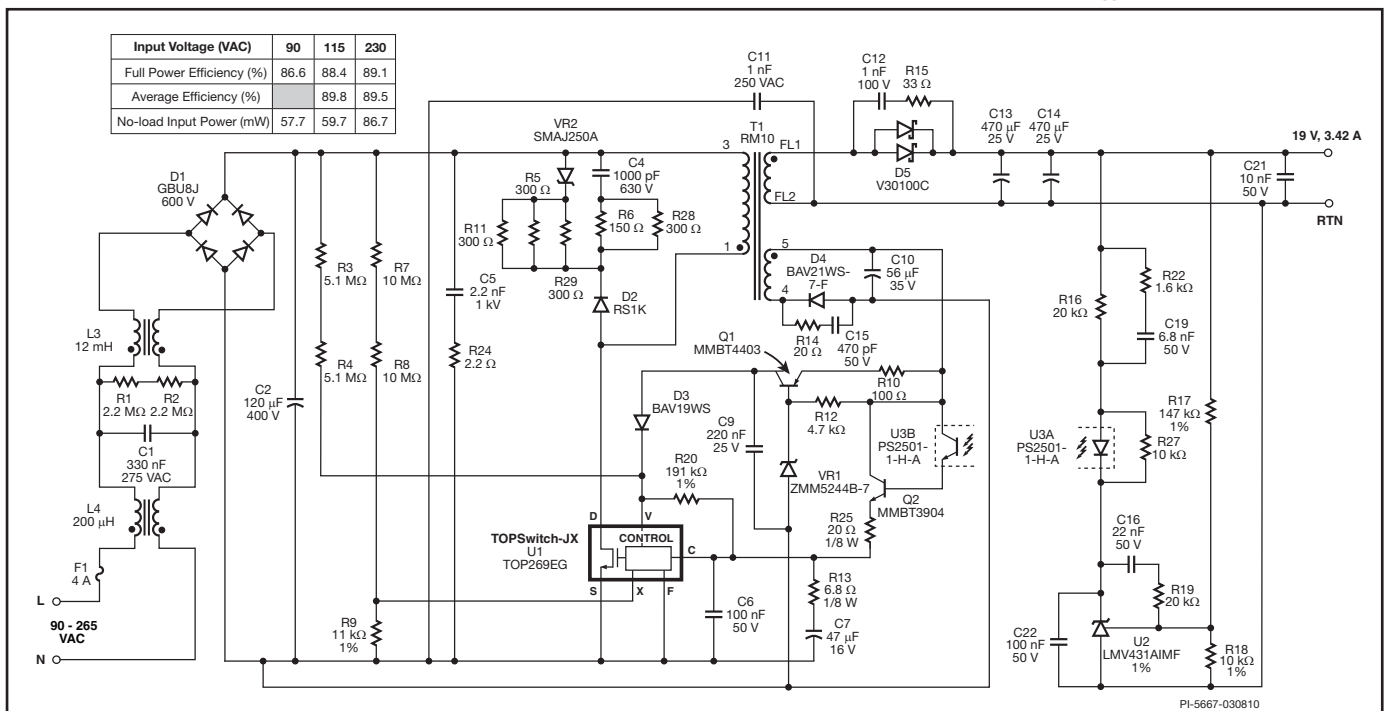 Input Voltage (VAC) 90 115 230
Full Power Efficiency (%) 86.6 88.4 89.1
Average Efficiency (%) 89.8 89.5
No-load Input Power (mW) 57.7 59.7 86.7
C11
1 nF
250 VAC
C12
1 nF
100 V
R15
33 Ω
VR2
SMAJ250A
T1
RM10
FL1
FL2
3
1
5
4
D5
V30100C
C13
470 µF
25 V
C14
470 µF
25 V
19 V, 3.42 A
C21
10 nF
50 V
RTN
D1
GBU8J
600 V
C4
1000 pF
630 V
R5
300 Ω
R11
300 Ω
R6
150 Ω
R28
300 Ω
R29
300 Ω
D2
RS1K
R3
5.1 MΩ
R7
10 MΩ
C5
2.2 nF
1 kV
R4
5.1 MΩ
R8
10 MΩ
R24
2.2 Ω
D4
BAV21WS-
7-F
C10
56 µF
35 V
R14
20 Ω
C15
470 pF
50 V
R16
20 kΩ
R22
1.6 kΩ
C19
6.8 nF
50 V
L3
12 mH
R1
2.2 MΩ
R2
2.2 MΩ
C2
120 µF
400 V
C1
330 nF
275 VAC
L4
200 µH
F1
4 A
L
90 - 265
VAC
N
Q1
MMBT4403
R10
100 Ω
D3
BAV19WS
C9
220 nF
25 V
R12
4.7 kΩ
U3B
PS2501-
1-H-A
U3A
PS2501-
1-H-A
R27
10 kΩ
R17
147 kΩ
1%
R20
191 kΩ
1%
VR1
ZMM5244B-7
Q2
MMBT3904
R25
20 Ω
1/8 W
TOPSwitch-JX
U1
TOP269EG
D
V
CONTROL
C
S
X
F
R9
11 kΩ
1%
C6
100 nF
50 V
R13
6.8 Ω
1/8 W
C7
47 µF
16 V
C16
22 nF
50 V
R19
20 kΩ
C22
100 nF
50 V
U2
LMV431AIMF
1%
R18
10 kΩ
1%
PI-5667-030810